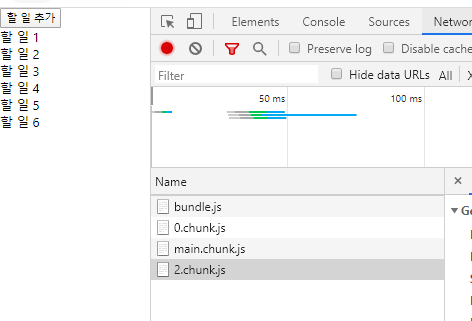 할 일 추가
할 일 1
할 일 2
할 일 3
할 일 4
할 일 5
할 일 6
Elements Console Sources Netw
Preserve log Disable cache
Filter Hide data URLs All
50 ms 100 ms
Name
bundle.js
0.chunk.js
main.chunk.js
2.chunk.js